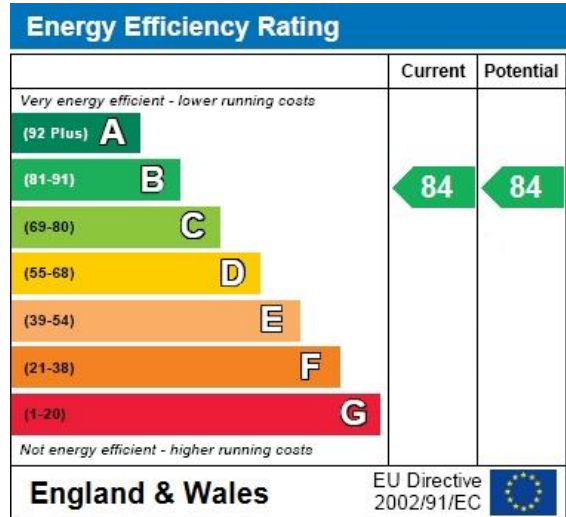 Energy Efficiency Rating
Current Potential
Very energy efficient - lower running costs
(92 Plus) A
(81-91) B
84 84
(69-80) C
(55-68) D
(39-54) E
(21-38) F
(1-20) G
Not energy efficient - higher running costs
England & Wales
EU Directive
2002/91/EC